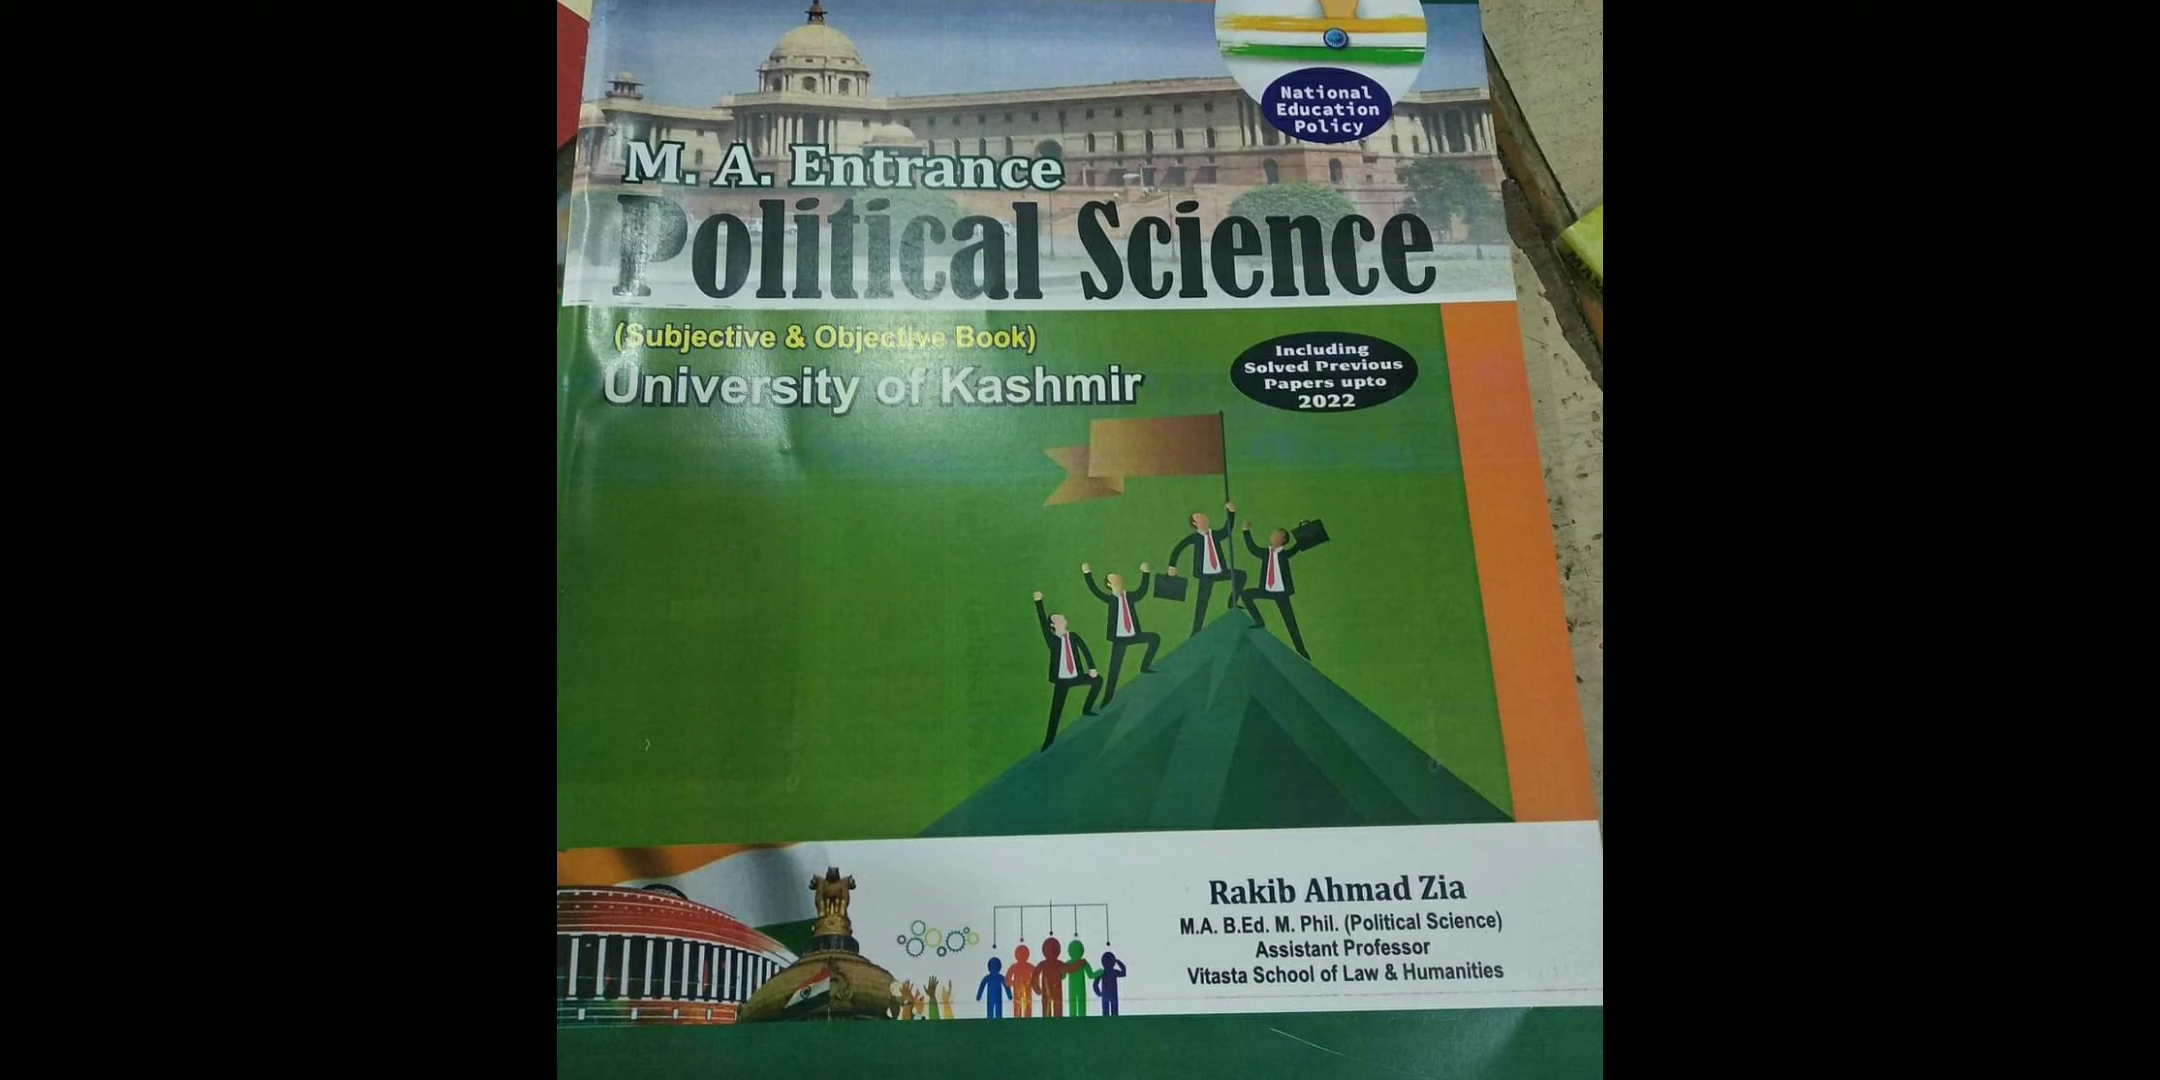 National
Education
Policy
M. A. Entrance
Political Science
(Subjective & Objective Book)
University of Kashmir
Including
Solved Previous
Papers upto
2022
Rakib Ahmad Zia
M.A. B.Ed. M. Phil. (Political Science)
Assistant Professor
Vitasta School of Law & Humanities